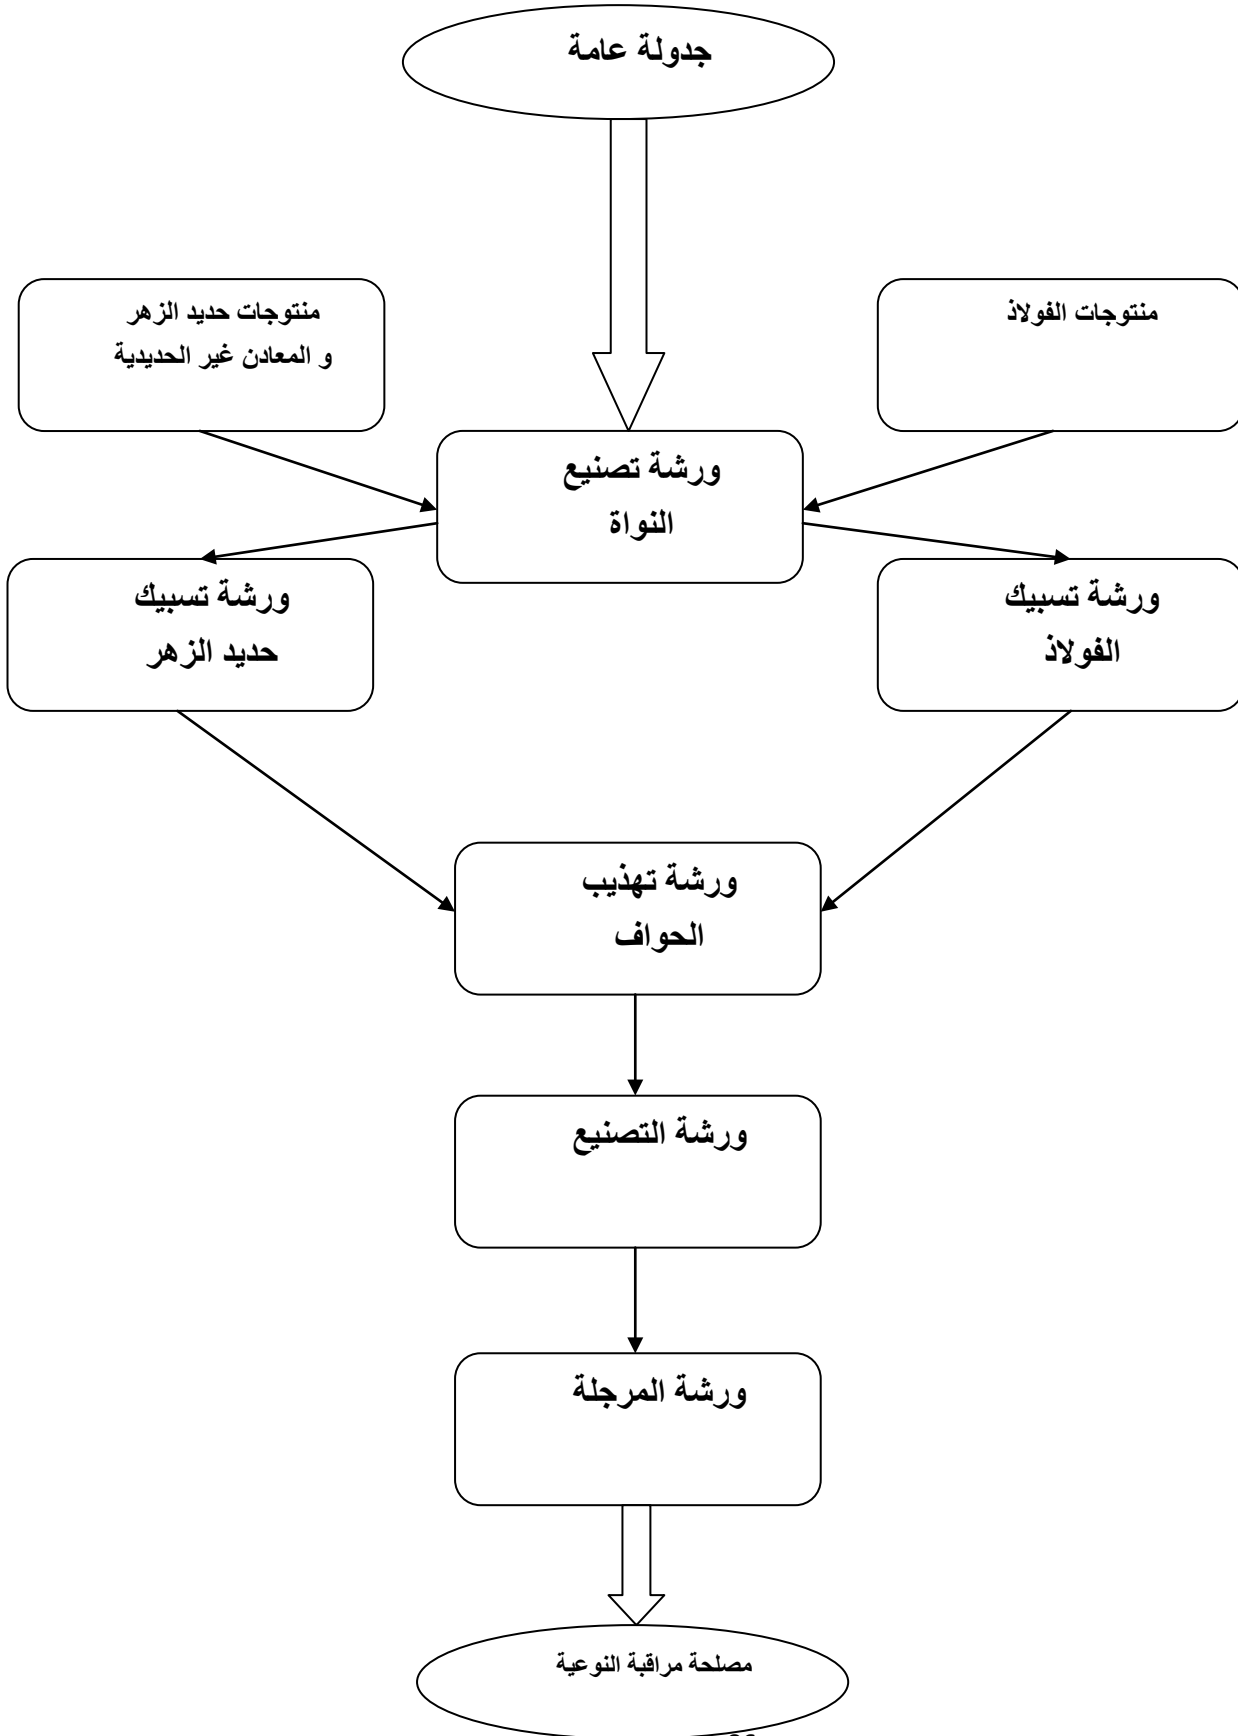 جدولة عامة
منتوجات الفولاذ
منتوجات حديد الزهر
و المعادن غير الحديدية
ورشة تصنيع
النواة
ورشة تسبيك
الفولاذ
ورشة تسبيك
حديد الزهر
ورشة تهذيب
الحواف
ورشة التصنيع
ورشة المرجلة
مصلحة مراقبة النوعية